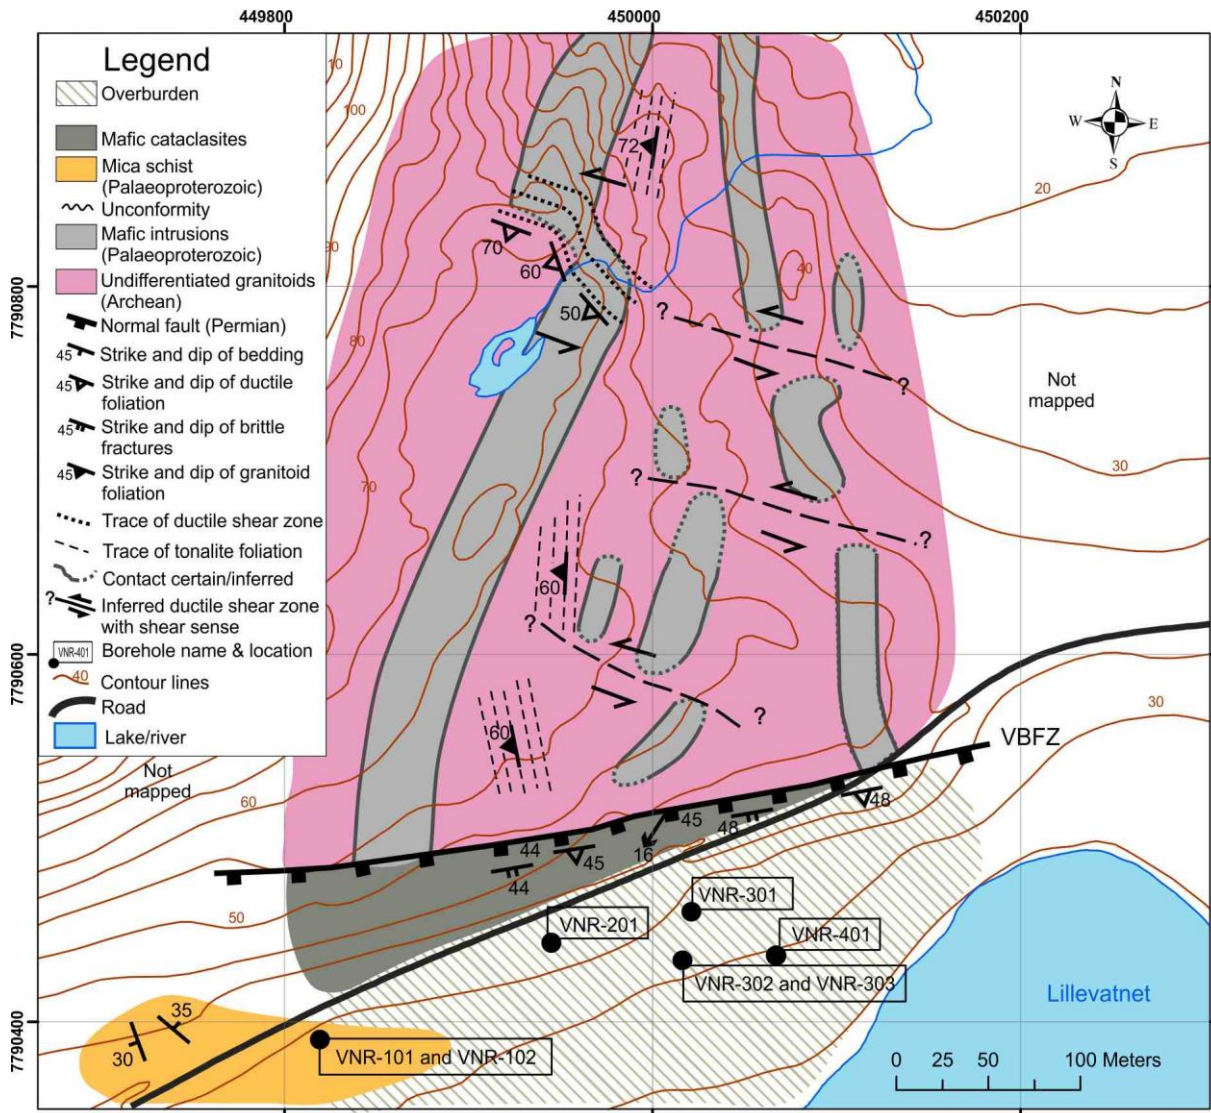 449800
450000
450200
Legend
Overburden
Mafic cataclasites
Mica schist
(Palaeoproterozoic)
Unconformity
Mafic intrusions
(Palaeoproterozoic)
Undifferentiated granitoids
(Archean)
Normal fault (Permian)
45
Strike and dip of bedding
45
Strike and dip of ductile
foliation
45
Strike and dip of brittle
fractures
45
Strike and dip of granitoid
foliation
Trace of ductile shear zone
Trace of tonalite foliation
Contact certain/inferred
?
Inferred ductile shear zone
with shear sense
VNR-401
Borehole name & location
40
Contour lines
Road
Lake/river
N
W
E
S
10
100
90
80
70
72
20
70
60
50
40
?
?
Not
mapped
30
?
?
60
?
?
60
30
VBFZ
Not
mapped
60
50
44
45
44
45
16
48
48
VNR-301
VNR-201
VNR-401
VNR-302 and VNR-303
Lillevatnet
35
30
VNR-101 and VNR-102
0 25 50 100 Meters
7790800
7790600
7790400